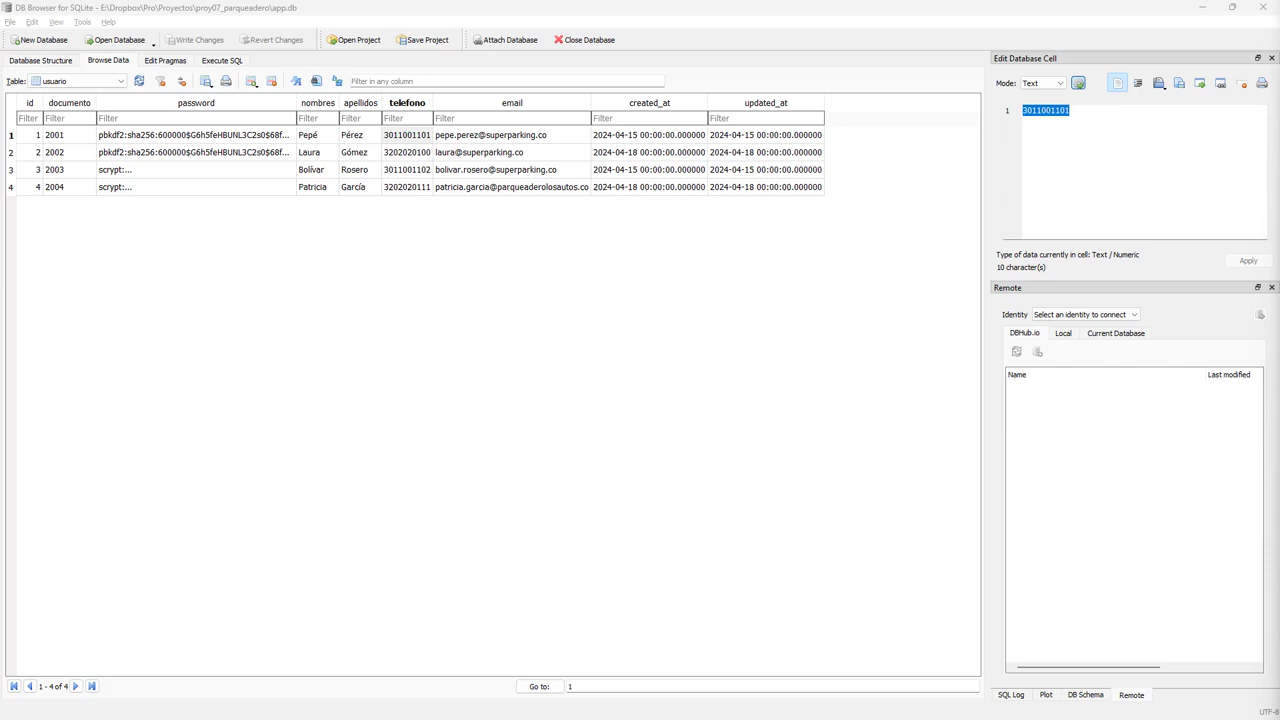 DB Browser for SQLite - E:\Dropbox\Pro\Proyectos\proy07_parqueadero\app.db
File Edit View Tools Help
New Database Open Database Write Changes Revert Changes Open Project Save Project Attach Database Close Database
Database Structure Browse Data Edit Pragmas Execute SQL
Table: usuario Filter in any column
id documento password nombres apellidos telefono email created_at updated_at
Filter Filter Filter Filter Filter Filter Filter Filter Filter
1 1 2001 pbkdf2:sha256:600000$G6h5feHBUNL3C2s0$68f... Pepé Pérez 3011001101 pepe.perez@superparking.co 2024-04-15 00:00:00.000000 2024-04-15 00:00:00.000000
2 2 2002 pbkdf2:sha256:600000$G6h5feHBUNL3C2s0$68f... Laura Gómez 3202020100 laura@superparking.co 2024-04-18 00:00:00.000000 2024-04-18 00:00:00.000000
3 3 2003 scrypt:... Bolívar Rosero 3011001102 bolivar.rosero@superparking.co 2024-04-15 00:00:00.000000 2024-04-15 00:00:00.000000
4 4 2004 scrypt:... Patricia García 3202020111 patricia.garcia@parqueaderolosautos.co 2024-04-18 00:00:00.000000 2024-04-18 00:00:00.000000
1 - 4 of 4 Go to: 1
Edit Database Cell
Mode: Text
1 3011001101
Type of data currently in cell: Text / Numeric
10 character(s)
Apply
Remote
Identity Select an identity to connect
DBHub.io Local Current Database
Name Last modified
SQL Log Plot DB Schema Remote
UTF-8